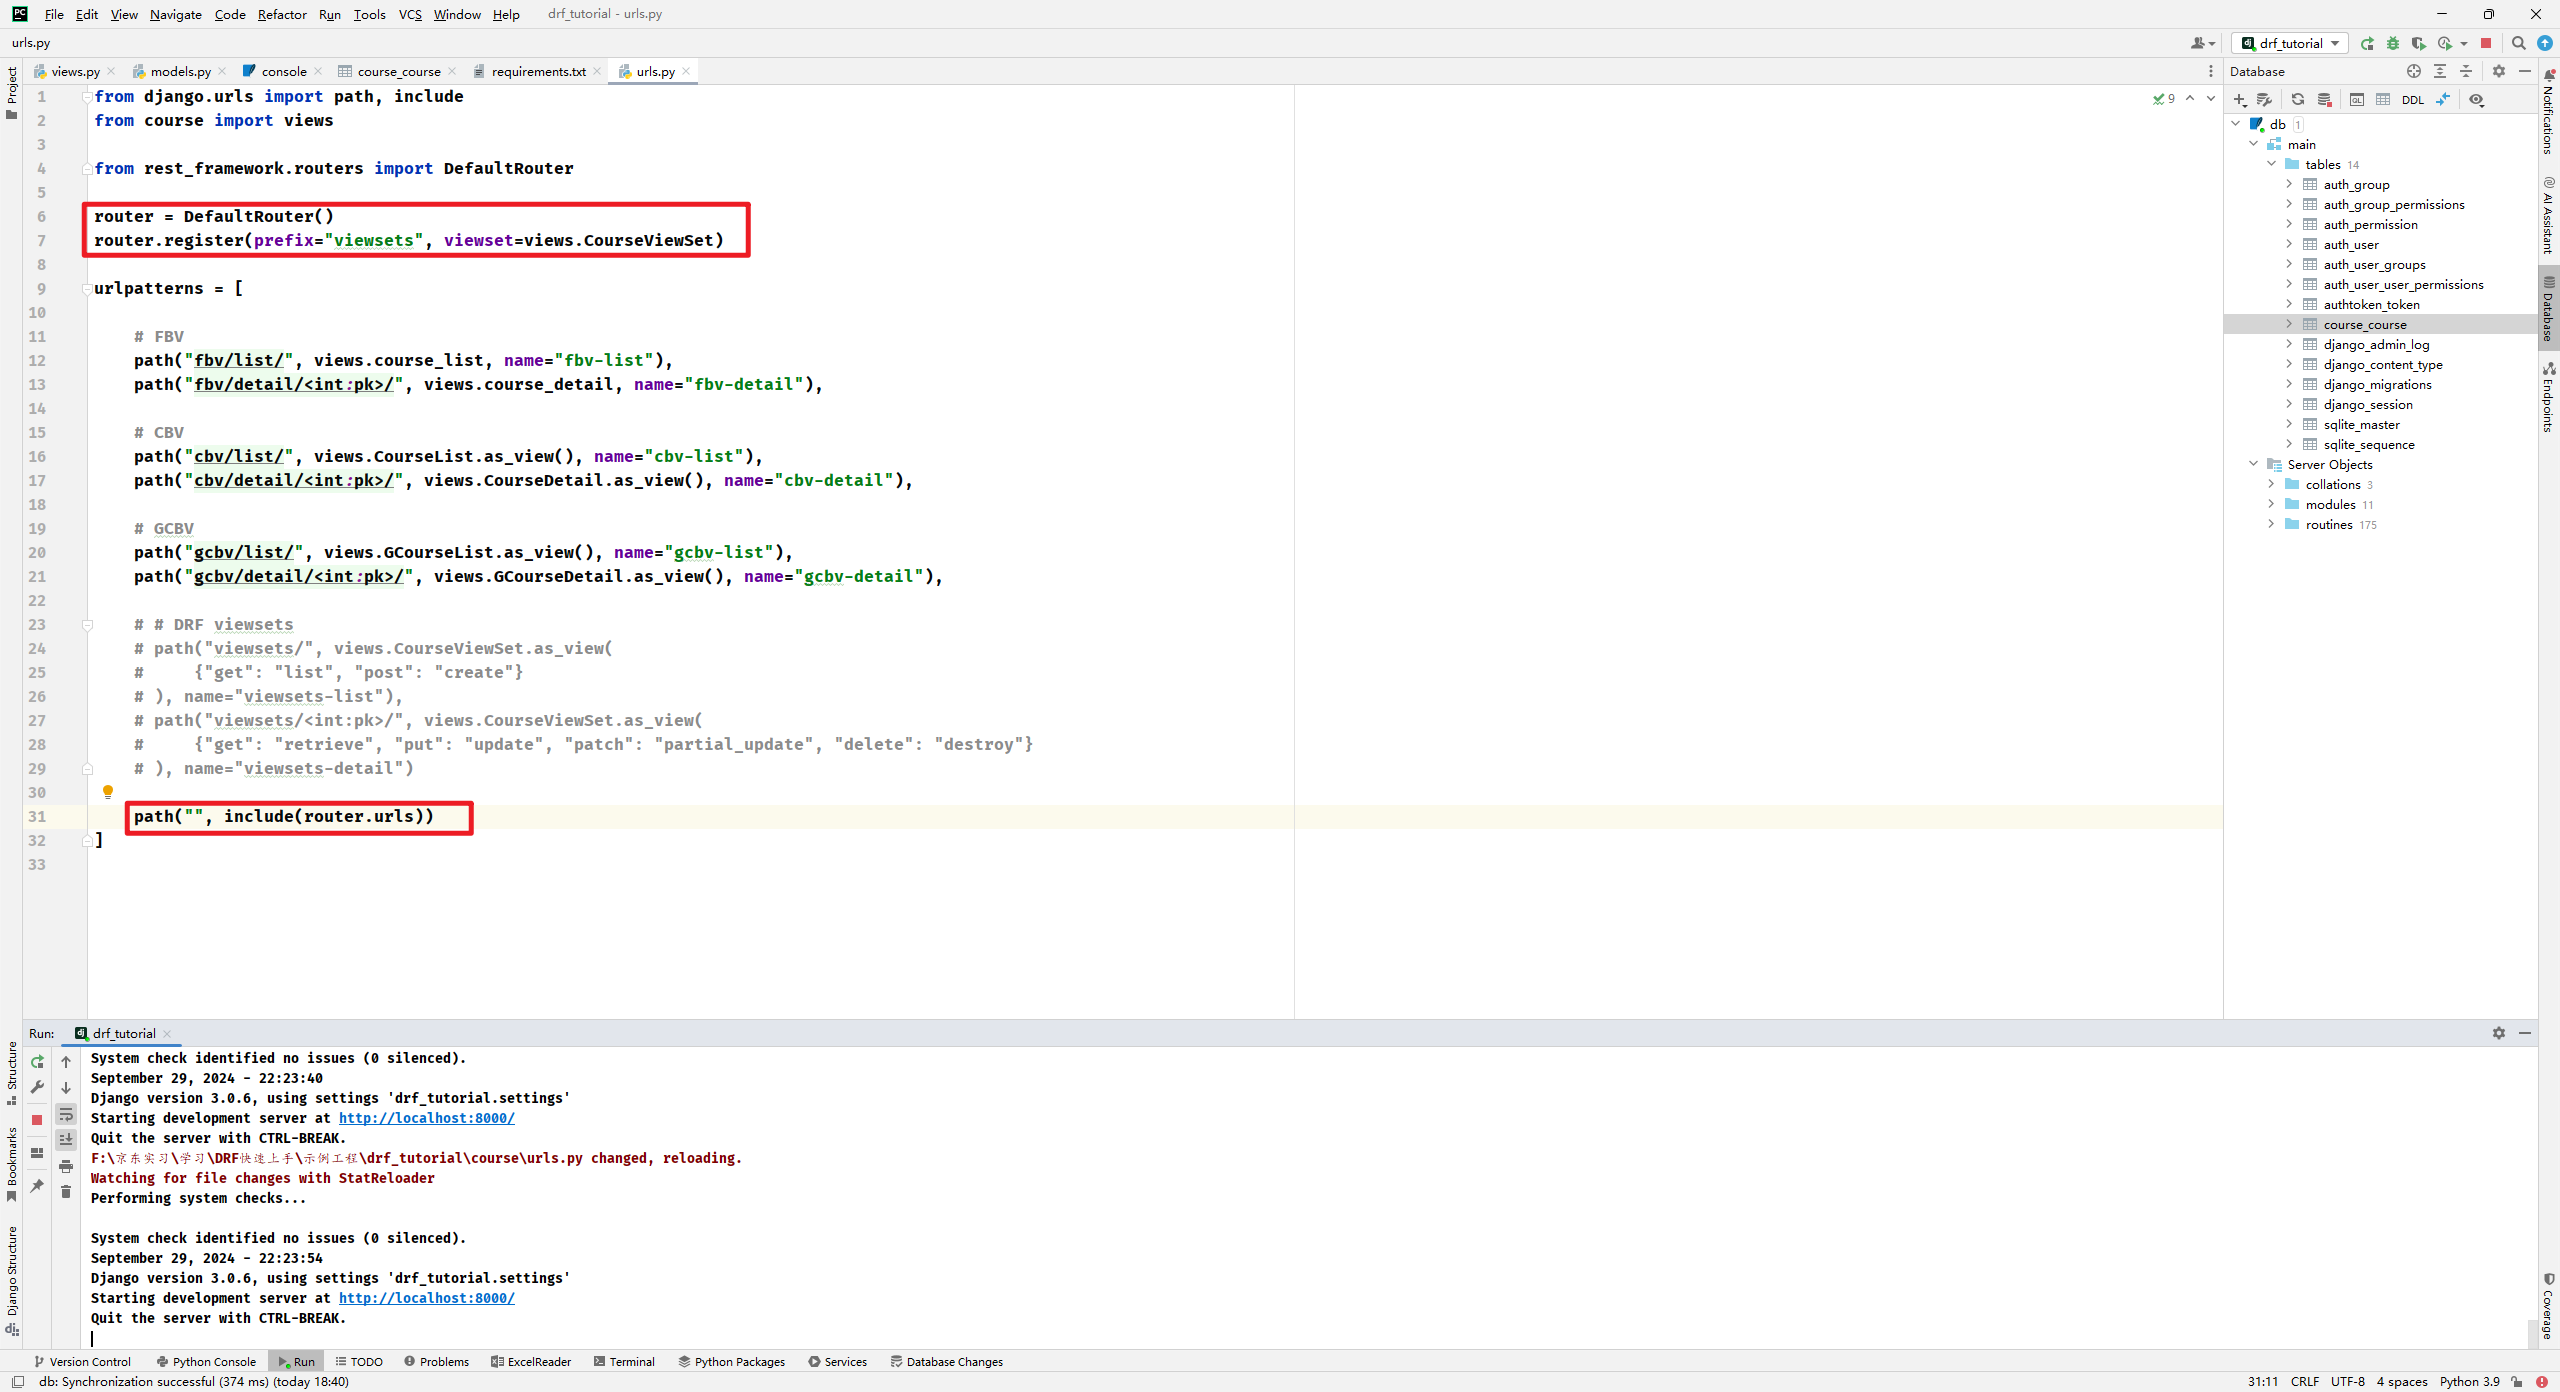 File Edit View Navigate Code Refactor Run Tools VCS Window Help drf_tutorial - urls.py
urls.py
drf_tutorial
views.py models.py console course_course requirements.txt urls.py
Project
1 from django.urls import path, include
2 from course import views
3
4 from rest_framework.routers import DefaultRouter
5
6 router = DefaultRouter()
7 router.register(prefix="viewsets", viewset=views.CourseViewSet)
8
9 urlpatterns = [
10
11 # FBV
12 path("fbv/list/", views.course_list, name="fbv-list"),
13 path("fbv/detail/<int:pk>/", views.course_detail, name="fbv-detail"),
14
15 # CBV
16 path("cbv/list/", views.CourseList.as_view(), name="cbv-list"),
17 path("cbv/detail/<int:pk>/", views.CourseDetail.as_view(), name="cbv-detail"),
18
19 # GCBV
20 path("gcbv/list/", views.GCourseList.as_view(), name="gcbv-list"),
21 path("gcbv/detail/<int:pk>/", views.GCourseDetail.as_view(), name="gcbv-detail"),
22
23 # # DRF viewsets
24 # path("viewsets/", views.CourseViewSet.as_view(
25 #     {"get": "list", "post": "create"}
26 # ), name="viewsets-list"),
27 # path("viewsets/<int:pk>/", views.CourseViewSet.as_view(
28 #     {"get": "retrieve", "put": "update", "patch": "partial_update", "delete": "destroy"}
29 # ), name="viewsets-detail")
30
31 path("", include(router.urls))
32 ]
33
9
Database
DDL
db 1
main
tables 14
auth_group
auth_group_permissions
auth_permission
auth_user
auth_user_groups
auth_user_user_permissions
authtoken_token
course_course
django_admin_log
django_content_type
django_migrations
django_session
sqlite_master
sqlite_sequence
Server Objects
collations 3
modules 11
routines 175
Notifications
AI Assistant
Database
Endpoints
Coverage
Structure
Bookmarks
Django Structure
Run: drf_tutorial
System check identified no issues (0 silenced).
September 29, 2024 - 22:23:40
Django version 3.0.6, using settings 'drf_tutorial.settings'
Starting development server at http://localhost:8000/
Quit the server with CTRL-BREAK.
F:\京东实习\学习\DRF快速上手\示例工程\drf_tutorial\course\urls.py changed, reloading.
Watching for file changes with StatReloader
Performing system checks...
System check identified no issues (0 silenced).
September 29, 2024 - 22:23:54
Django version 3.0.6, using settings 'drf_tutorial.settings'
Starting development server at http://localhost:8000/
Quit the server with CTRL-BREAK.
Version Control Python Console Run TODO Problems ExcelReader Terminal Python Packages Services Database Changes
db: Synchronization successful (374 ms) (today 18:40)
31:11 CRLF UTF-8 4 spaces Python 3.9